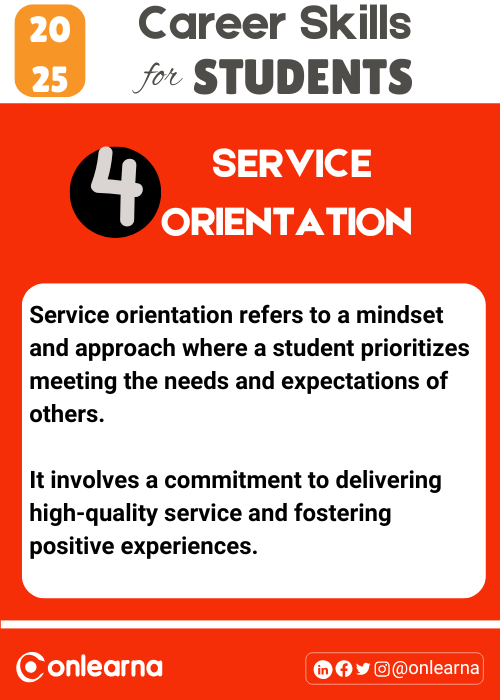 20
25
Career Skills
for STUDENTS
4
SERVICE
ORIENTATION
Service orientation refers to a mindset
and approach where a student prioritizes
meeting the needs and expectations of
others.
It involves a commitment to delivering
high-quality service and fostering
positive experiences.
onlearna
@onlearna